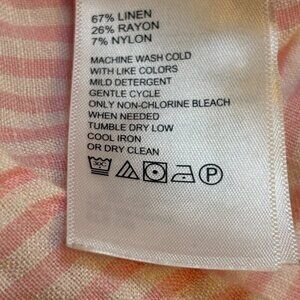 67% LINEN
26% RAYON
7% NYLON
MACHINE WASH COLD
WITH LIKE COLORS
MILD DETERGENT
GENTLE CYCLE
ONLY NON-CHLORINE BLEACH
WHEN NEEDED
TUMBLE DRY LOW
COOL IRON
OR DRY CLEAN
P